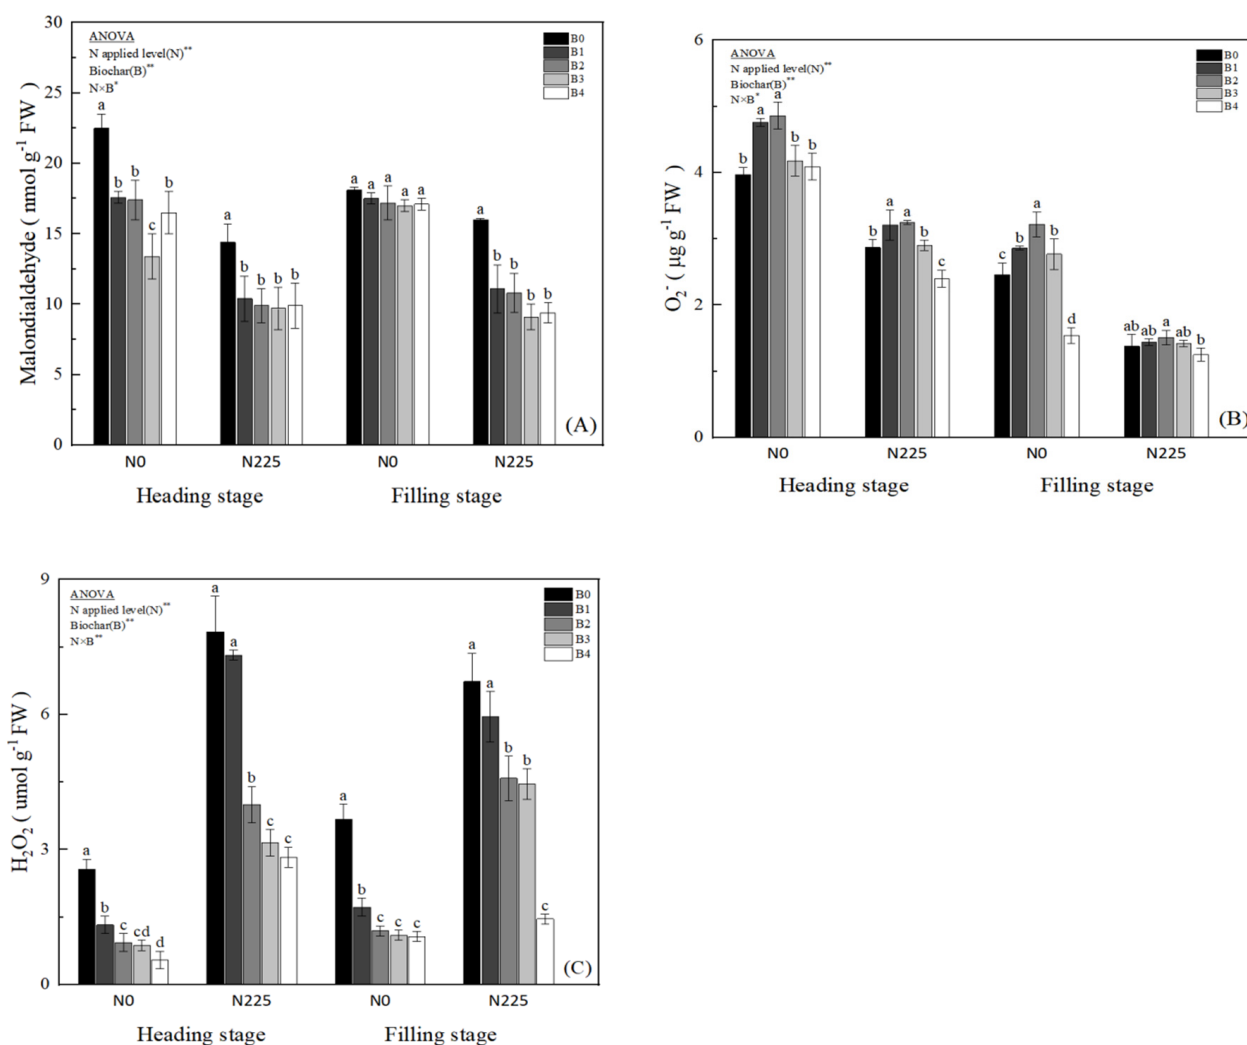 30
25
20
15
10
5
0
Malondialdehyde ( nmol g⁻¹ FW )
ANOVA
N applied level(N)**
Biochar(B)**
N×B*
B0
B1
B2
B3
B4
a b b c b
a b b b b
a a a a a
a b b b b
(A)
N0 N225 N0 N225
Heading stage Filling stage
6
4
2
0
O₂⁻ ( μg g⁻¹ FW )
ANOVA
N applied level(N)**
Biochar(B)**
N×B*
B0
B1
B2
B3
B4
b a a b b
b a a b c
c b a b d
ab ab a ab b
(B)
N0 N225 N0 N225
Heading stage Filling stage
9
6
3
0
H₂O₂ ( umol g⁻¹ FW )
ANOVA
N applied level(N)**
Biochar(B)**
N×B**
B0
B1
B2
B3
B4
a b c cd d
a a b c c
a b c c c
a a b b c
(C)
N0 N225 N0 N225
Heading stage Filling stage